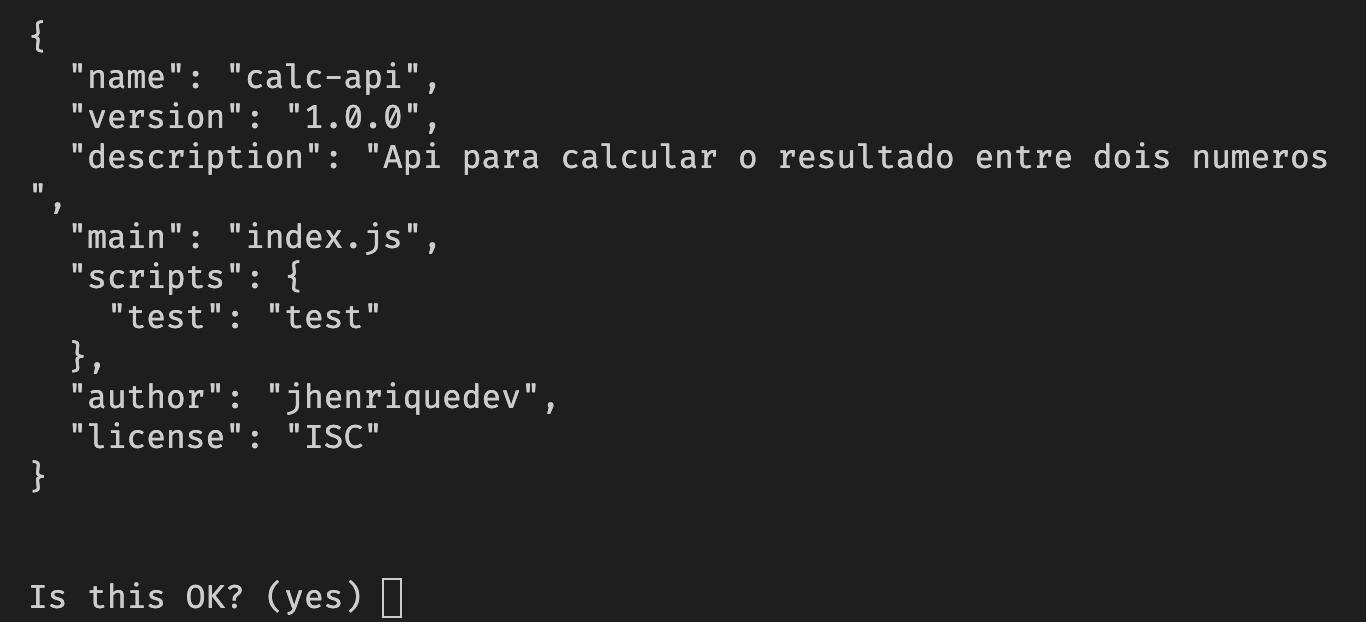 {
  "name": "calc-api",
  "version": "1.0.0",
  "description": "Api para calcular o resultado entre dois numeros
",
  "main": "index.js",
  "scripts": {
    "test": "test"
  },
  "author": "jhenriquedev",
  "license": "ISC"
}
Is this OK? (yes)